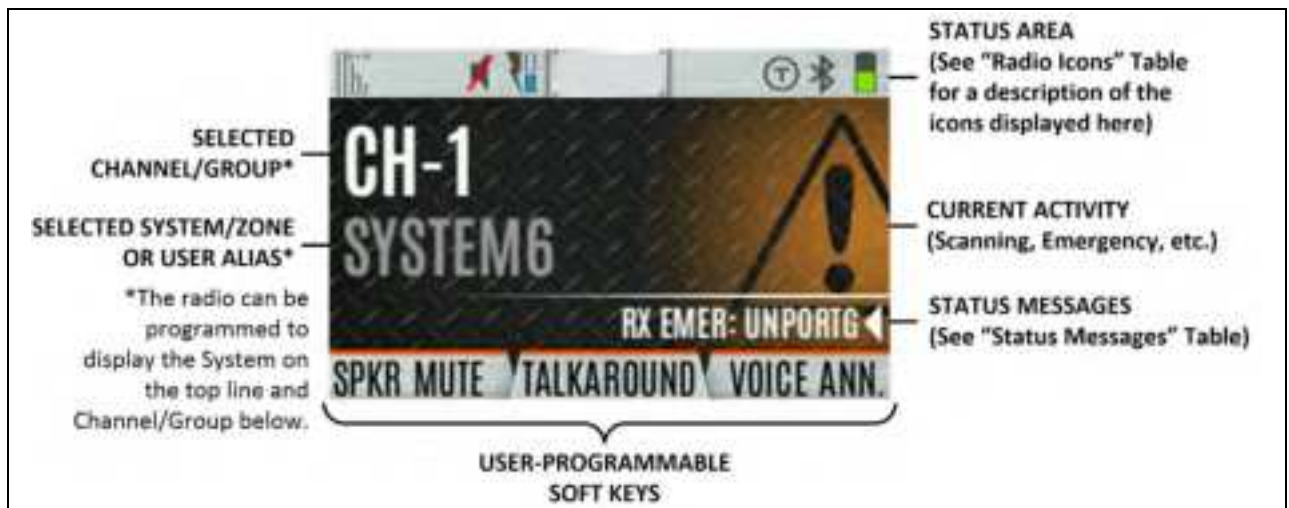 STATUS AREA
(See "Radio Icons" Table
for a description of the
icons displayed here)
T
SELECTED
CHANNEL/GROUP*
CH-1
SELECTED SYSTEM/ZONE
OR USER ALIAS*
SYSTEM6
CURRENT ACTIVITY
(Scanning, Emergency, etc.)
*The radio can be
programmed to
display the System on
the top line and
Channel/Group below.
RX EMER: UNPORTG
STATUS MESSAGES
(See "Status Messages" Table)
SPKR MUTE TALKAROUND VOICE ANN.
USER-PROGRAMMABLE
SOFT KEYS